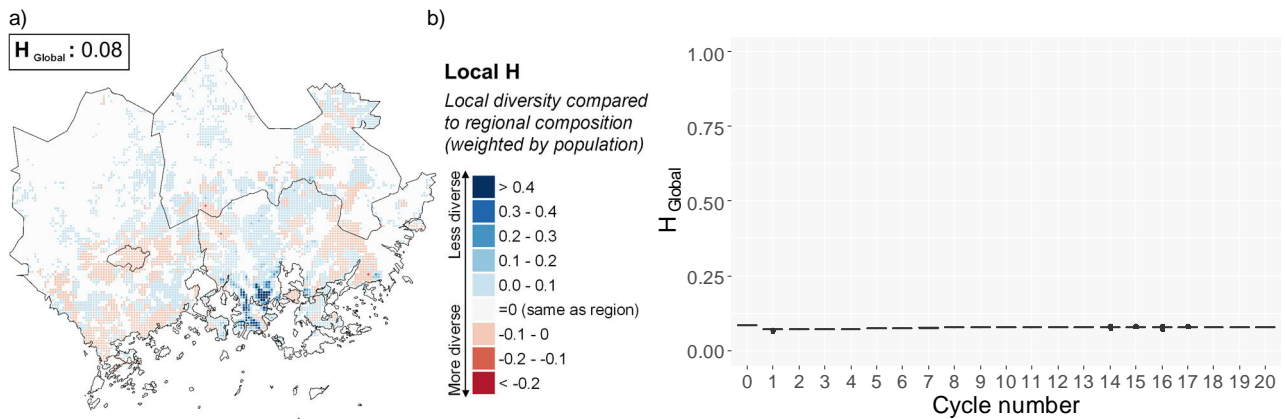 a)
H Global : 0.08
b)
Local H
Local diversity compared
to regional composition
(weighted by population)
Less diverse
More diverse
> 0.4
0.3 - 0.4
0.2 - 0.3
0.1 - 0.2
0.0 - 0.1
=0 (same as region)
-0.1 - 0
-0.2 - -0.1
< -0.2
H Global
1.00
0.75
0.50
0.25
0.00
0 1 2 3 4 5 6 7 8 9 10 11 12 13 14 15 16 17 18 19 20
Cycle number